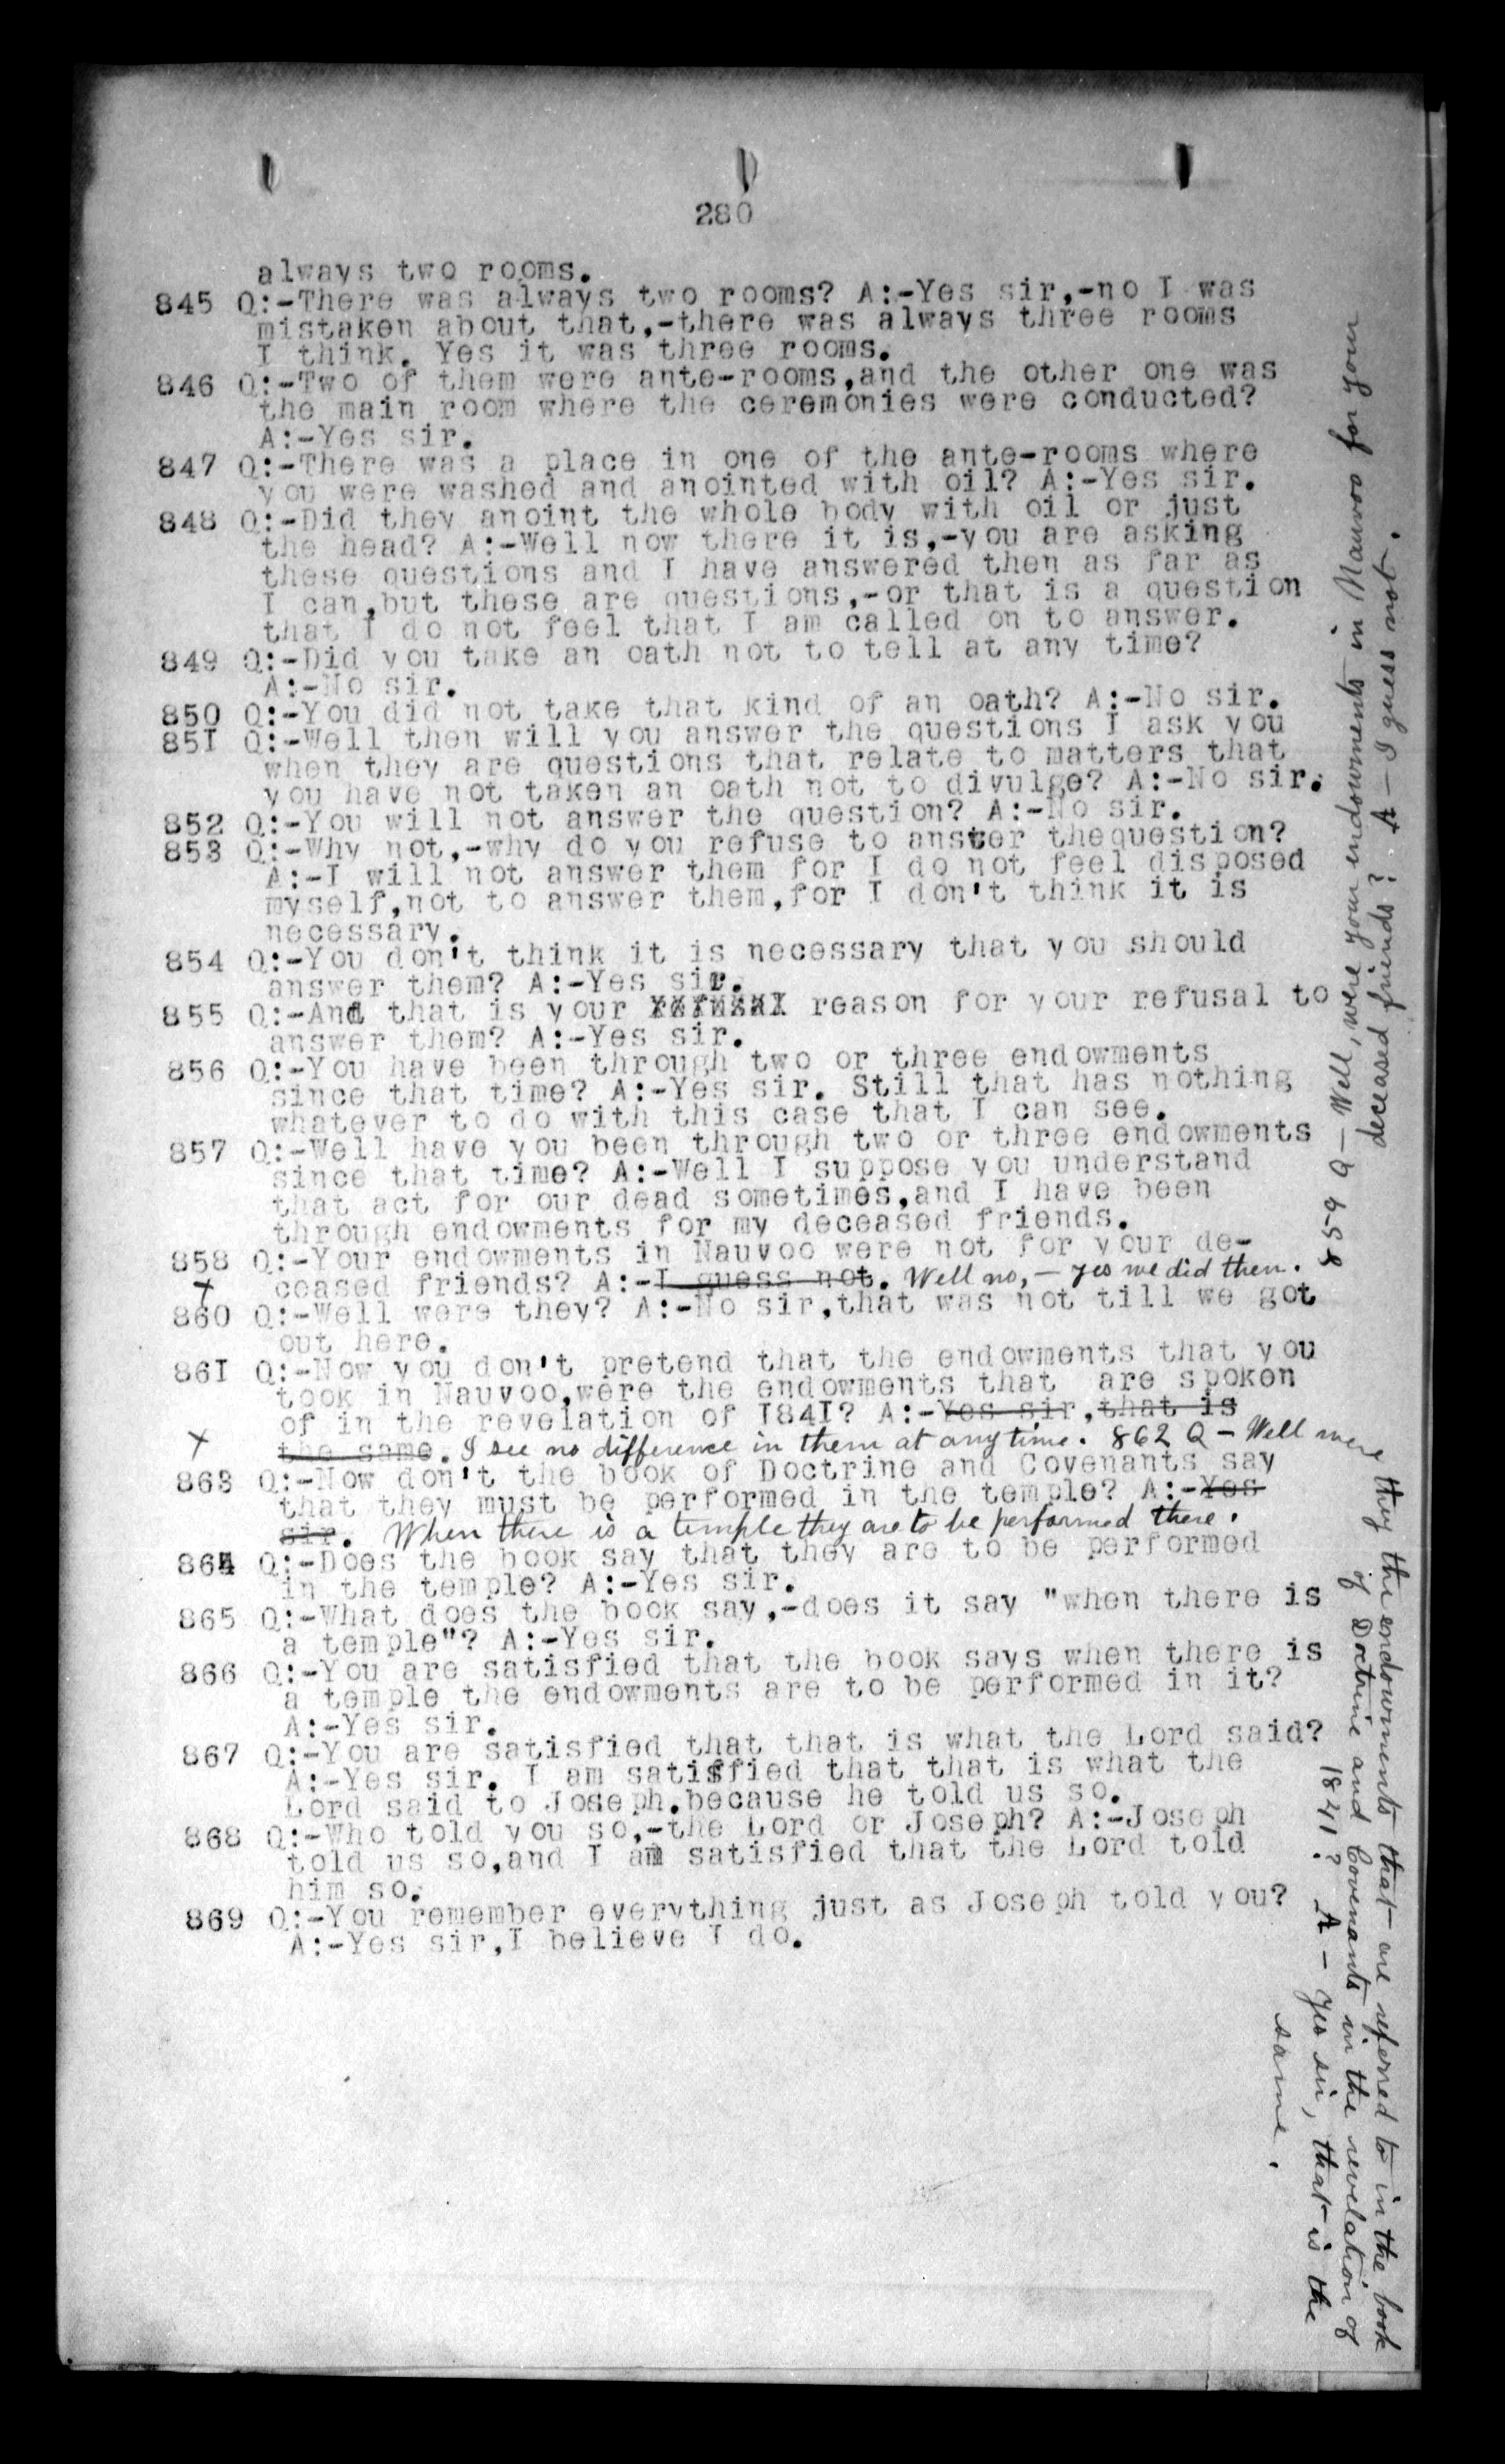 280
always two rooms.
845 Q:-There was always two rooms? A:-Yes sir,-no I was
mistaken about that,-there was always three rooms
I think. Yes it was three rooms.
846 Q:-Two of them were ante-rooms,and the other one was
the main room where the ceremonies were conducted?
A:-Yes sir.
847 Q:-There was a place in one of the ante-rooms where
you were washed and anointed with oil? A:-Yes sir.
848 Q:-Did they anoint the whole body with oil or just
the head? A:-Well now there it is,-you are asking
these questions and I have answered then as far as
I can,but these are questions,-or that is a question
that I do not feel that I am called on to answer.
849 Q:-Did you take an oath not to tell at any time?
A:-No sir.
850 Q:-You did not take that kind of an oath? A:-No sir.
851 Q:-Well then will you answer the questions I ask you
when they are questions that relate to matters that
you have not taken an oath not to divulge? A:-No sir.
852 Q:-You will not answer the question? A:-No sir.
853 Q:-Why not,-why do you refuse to anster thequestion?
A:-I will not answer them for I do not feel disposed
myself,not to answer them,for I don't think it is
necessary.
854 Q:-You don't think it is necessary that you should
answer them? A:-Yes sir.
855 Q:-And that is your reason for your refusal to
answer them? A:-Yes sir.
856 Q:-You have been through two or three endowments
since that time? A:-Yes sir. Still that has nothing
whatever to do with this case that I can see.
857 Q:-Well have you been through two or three endowments
since that time? A:-Well I suppose you understand
that act for our dead sometimes,and I have been
through endowments for my deceased friends.
858 Q:-Your endowments in Nauvoo were not for your de-
+ ceased friends? A:-I guess not. Well no, - yes we did then.
859 Q - Well, were your endowments in Nauvoo for your
deceased friends? A - I guess not.
860 Q:-Well were they? A:-No sir,that was not till we got
out here.
861 Q:-Now you don't pretend that the endowments that you
took in Nauvoo,were the endowments that are spoken
of in the revelation of 1841? A:-Yes sir,that is
+ the same. I see no difference in them at any time. 862 Q - Well were
they the endowments that are referred to in the book
of Doctrine and Covenants in the revelation of
1841? A - Yes sir, that is the
same.
863 Q:-Now don't the book of Doctrine and Covenants say
that they must be performed in the temple? A:-Yes
sir. When there is a temple they are to be performed there.
864 Q:-Does the book say that they are to be performed
in the temple? A:-Yes sir.
865 Q:-What does the book say,-does it say "when there is
a temple"? A:-Yes sir.
866 Q:-You are satisfied that the book says when there is
a temple the endowments are to be performed in it?
A:-Yes sir.
867 Q:-You are satisfied that that is what the Lord said?
A:-Yes sir. I am satisfied that that is what the
Lord said to Joseph.because he told us so.
868 Q:-Who told you so,-the Lord or Joseph? A:-Joseph
told us so,and I am satisfied that the Lord told
him so.
869 Q:-You remember everything just as Joseph told you?
A:-Yes sir,I believe I do.